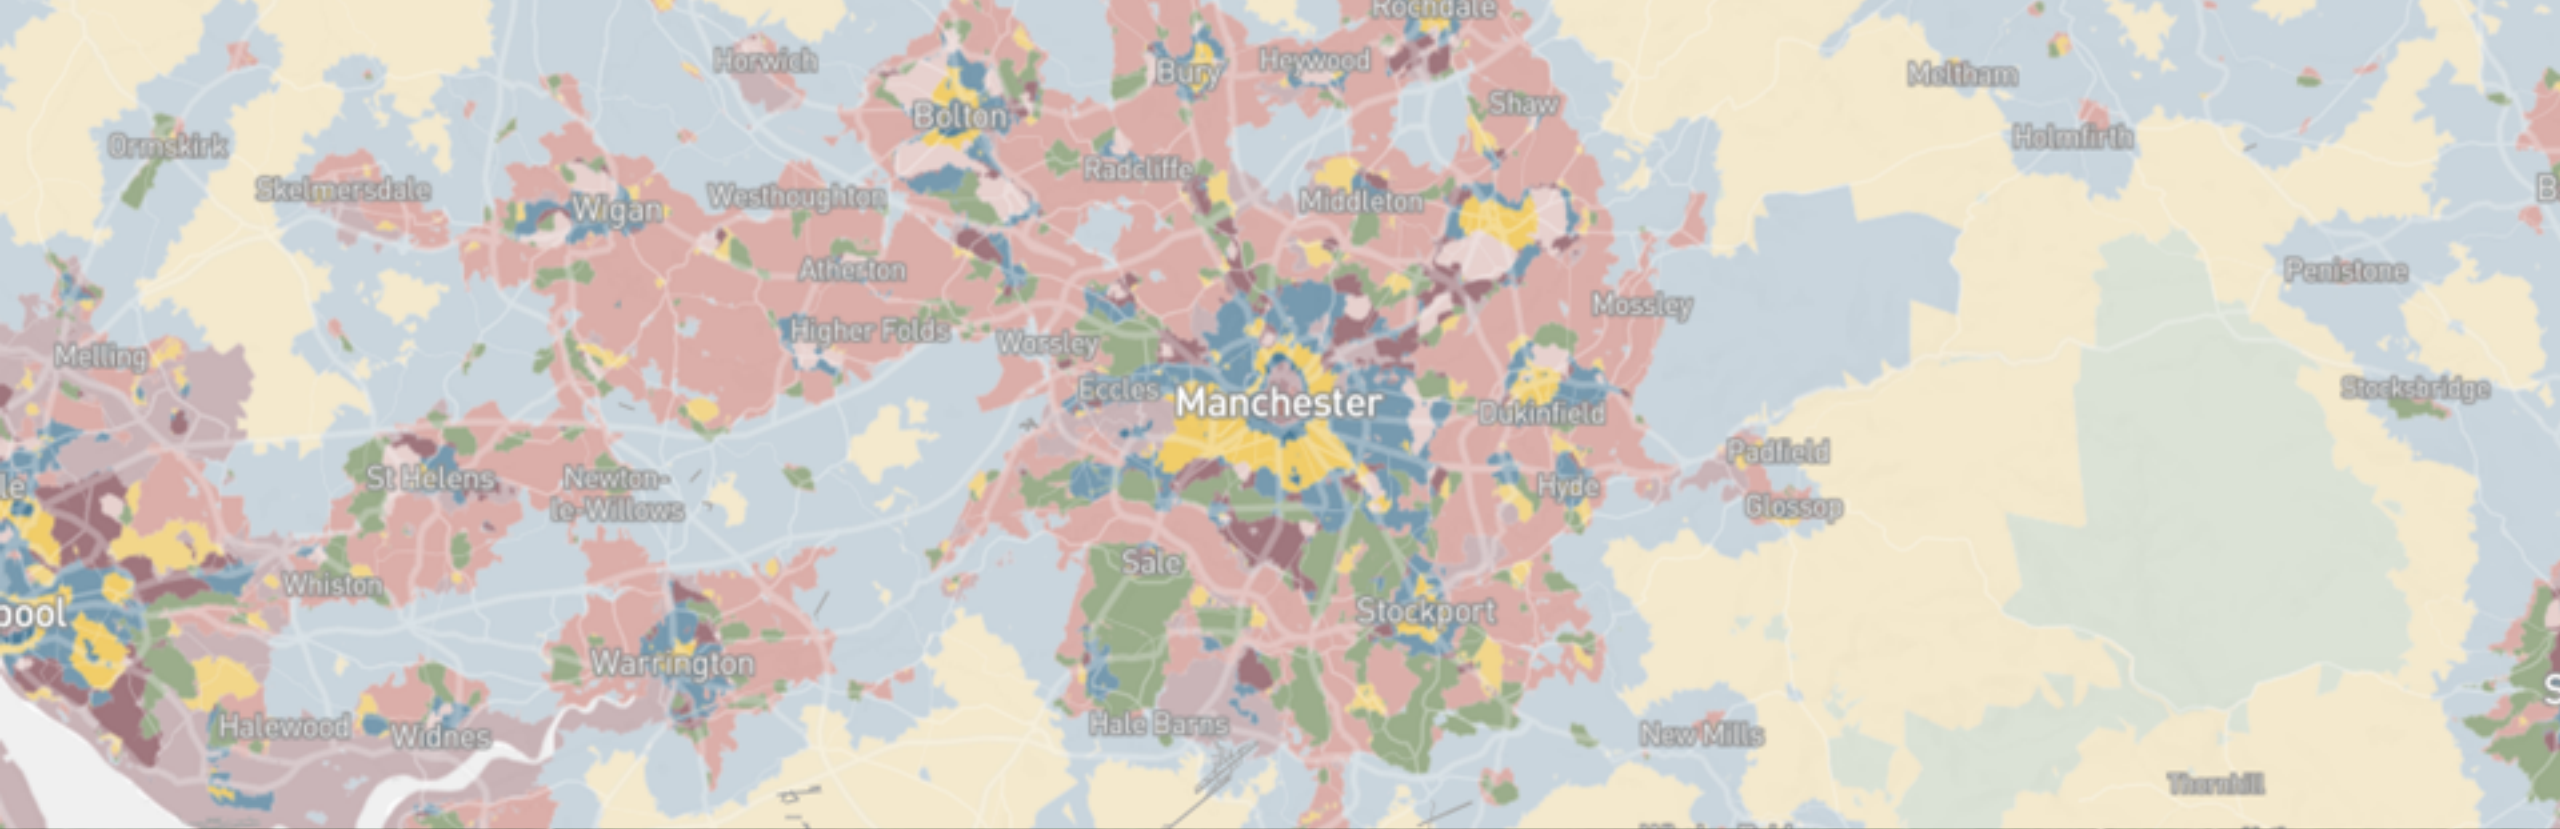 Rochdale
Horwich
Bury
Heywood
Meltham
Bolton
Shaw
Ormskirk
Holmfirth
Radcliffe
Skelmersdale
Westhoughton
Wigan
Middleton
B
Atherton
Penistone
Mossley
Higher Folds
Worsley
Melling
Eccles
Manchester
Dukinfield
Stocksbridge
Padfield
St Helens
Newton-
le-Willows
le
Hyde
Glossop
Sale
Whiston
pool
Stockport
Warrington
S
Halewood
Widnes
Hale Barns
New Mills
Thornhill